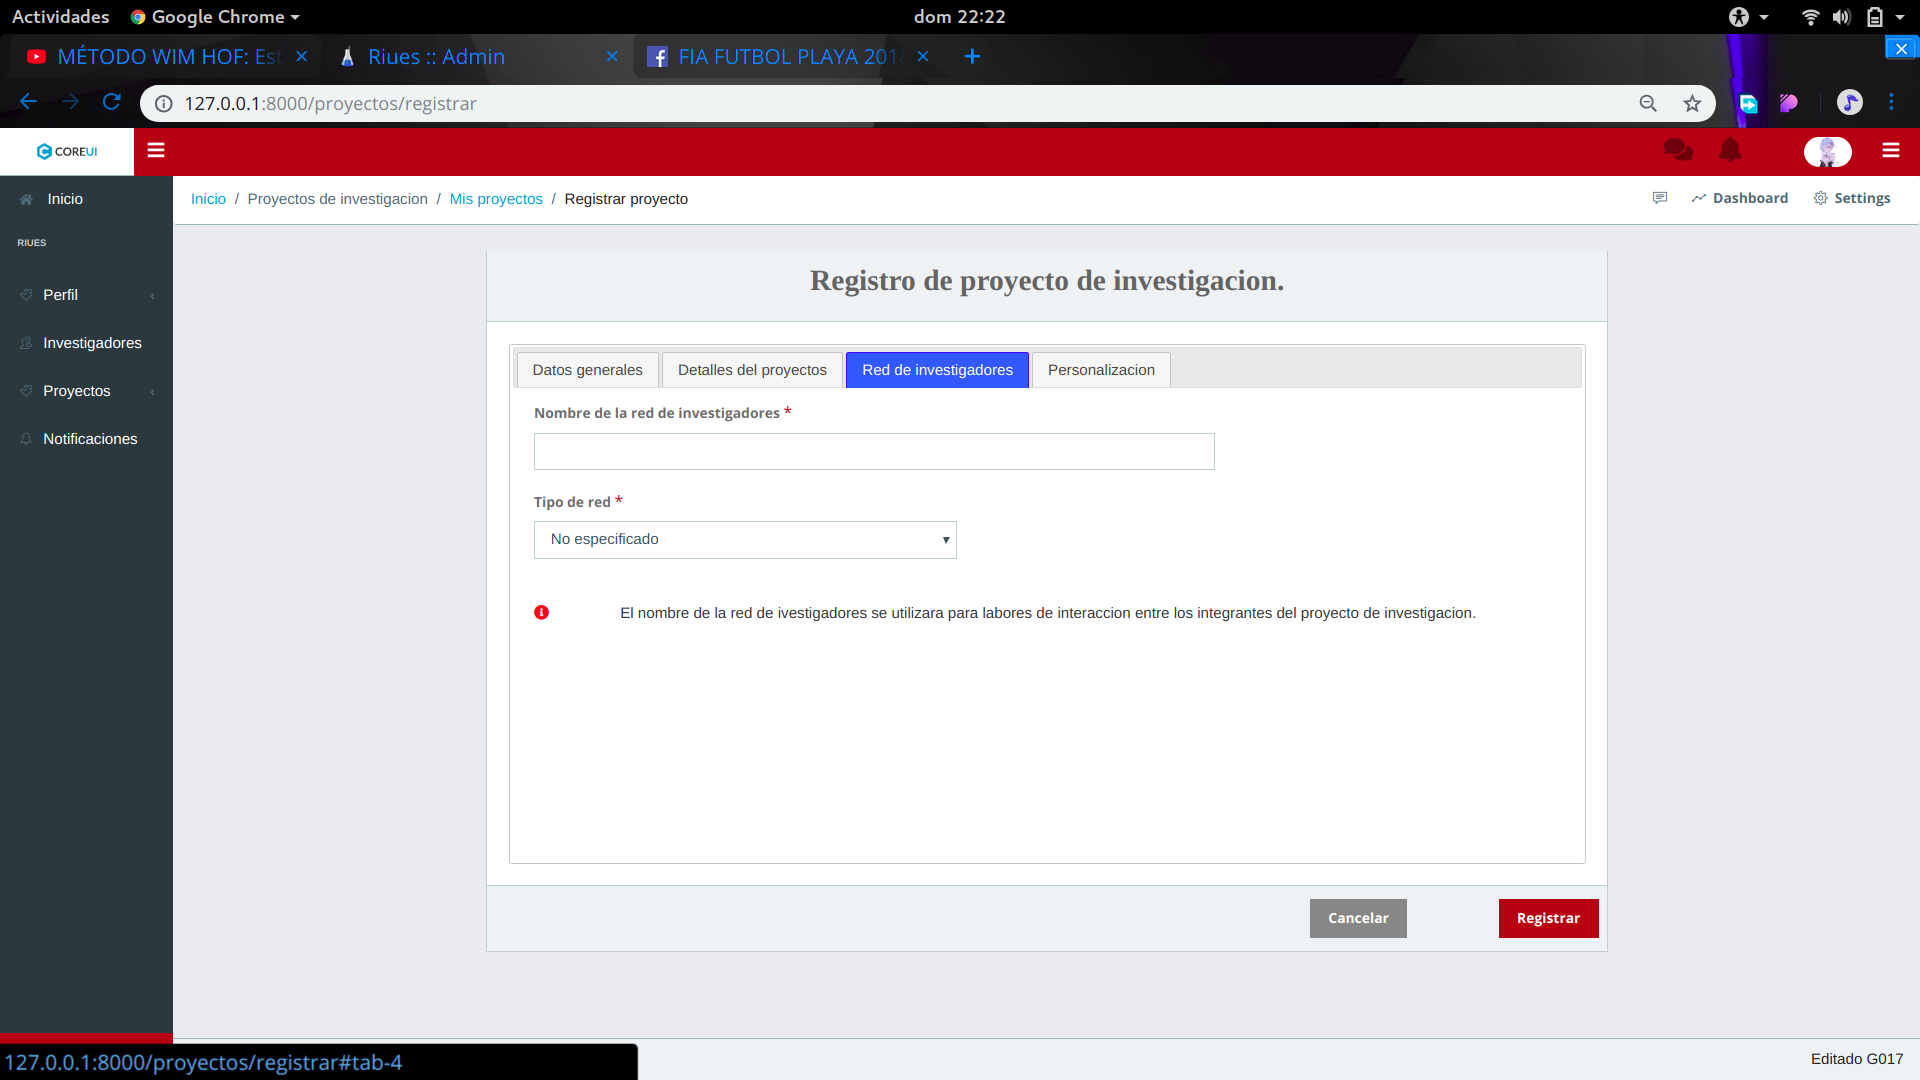 Actividades Google Chrome dom 22:22
MÉTODO WIM HOF: Est Riues :: Admin FIA FUTBOL PLAYA 2018
127.0.0.1:8000/proyectos/registrar
COREUI
Inicio / Proyectos de investigacion / Mis proyectos / Registrar proyecto Dashboard Settings
Inicio
RIUES
Perfil
Investigadores
Proyectos
Notificaciones
Registro de proyecto de investigacion.
Datos generales Detalles del proyectos Red de investigadores Personalizacion
Nombre de la red de investigadores *
Tipo de red *
No especificado
El nombre de la red de ivestigadores se utilizara para labores de interaccion entre los integrantes del proyecto de investigacion.
Cancelar Registrar
127.0.0.1:8000/proyectos/registrar#tab-4
Editado G017